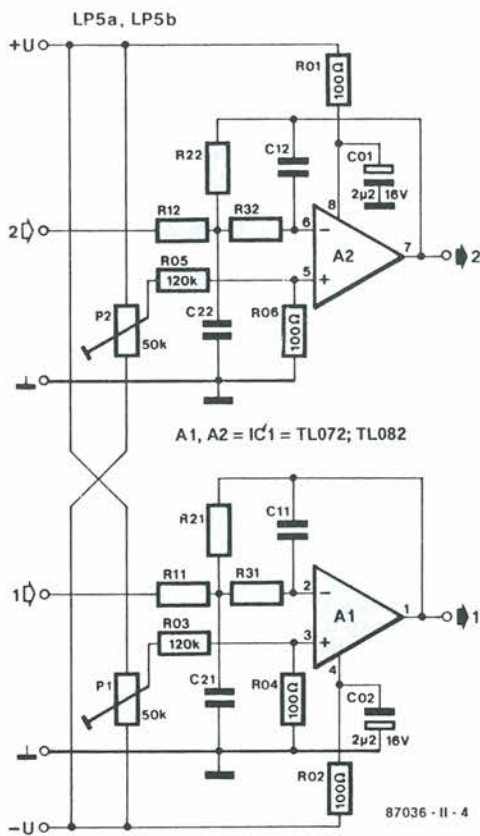 LP5a, LP5b
+U
R01
100Ω
R22
C12
C01
2µ2 16V
8
2
R12
R32
6
−
A2
7
2
R05
120k
5
+
P2
50k
C22
R06
100Ω
⊥
A1, A2 = IC1 = TL072; TL082
R21
C11
1
R11
R31
2
−
A1
1
R03
120k
3
+
4
P1
50k
C21
R04
100Ω
C02
2µ2 16V
⊥
R02
100Ω
-U
87036 - II - 4